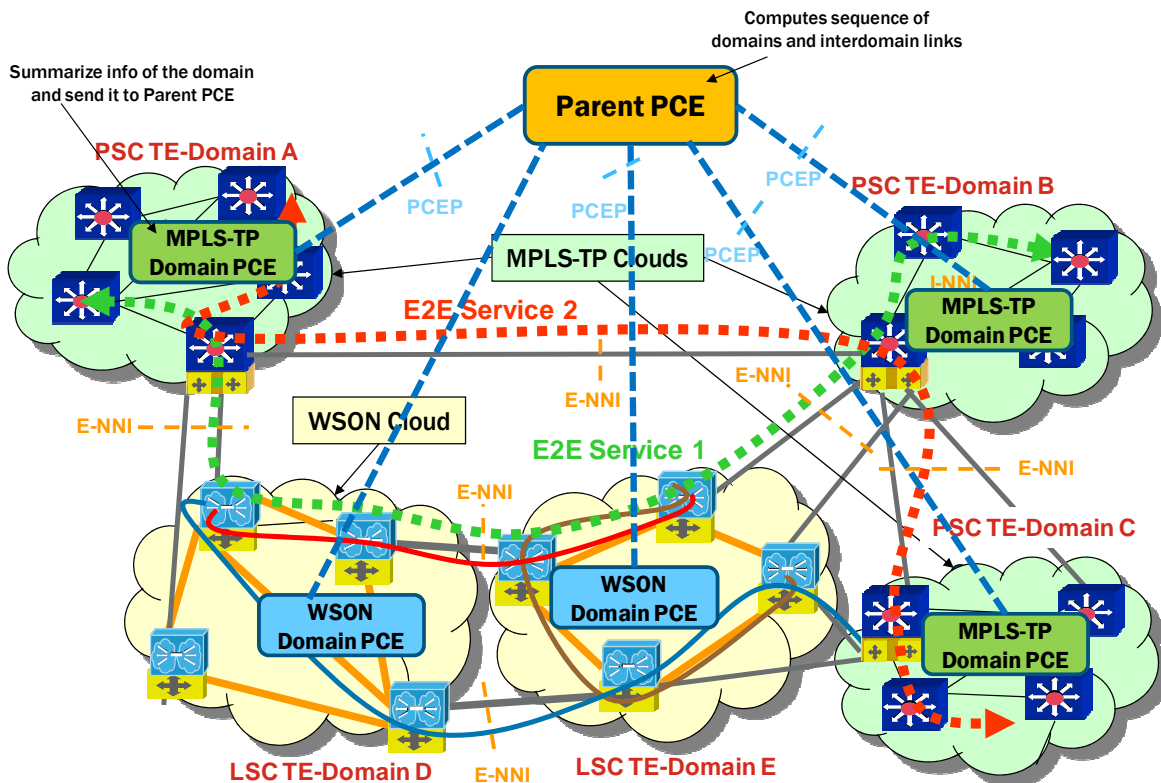 Computes sequence of
domains and interdomain links
Summarize info of the domain
and send it to Parent PCE
Parent PCE
PSC TE-Domain A
PSC TE-Domain B
PCEP
PCEP
PCEP
PCEP
MPLS-TP
Domain PCE
MPLS-TP Clouds
I-NNI
MPLS-TP
Domain PCE
E2E Service 2
E-NNI
E-NNI
E-NNI
WSON Cloud
E2E Service 1
E-NNI
E-NNI
PSC TE-Domain C
WSON
Domain PCE
WSON
Domain PCE
MPLS-TP
Domain PCE
LSC TE-Domain D
E-NNI
LSC TE-Domain E